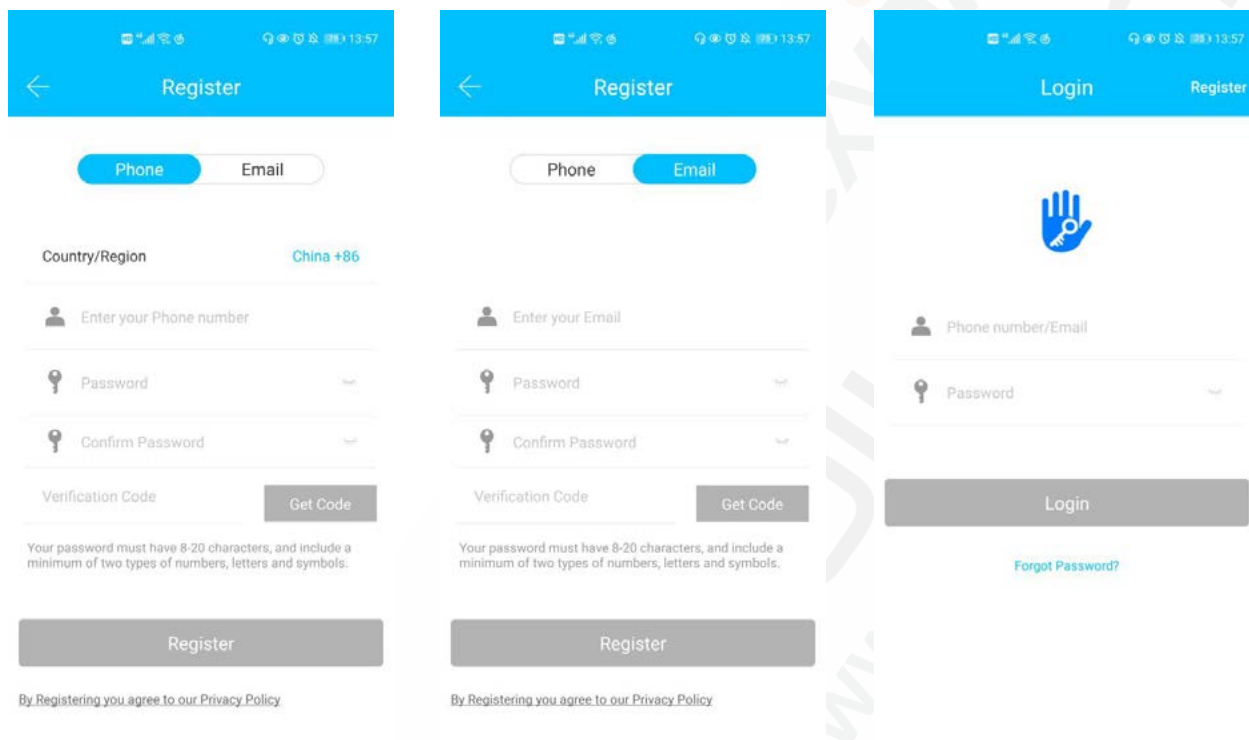 13:57
Register
Phone
Email
Country/Region
China +86
Enter your Phone number
Password
Confirm Password
Verification Code
Get Code
Your password must have 8-20 characters, and include a
minimum of two types of numbers, letters and symbols.
Register
By Registering you agree to our Privacy Policy
13:57
Register
Phone
Email
Enter your Email
Password
Confirm Password
Verification Code
Get Code
Your password must have 8-20 characters, and include a
minimum of two types of numbers, letters and symbols.
Register
By Registering you agree to our Privacy Policy
13:57
Login
Register
Phone number/Email
Password
Login
Forgot Password?